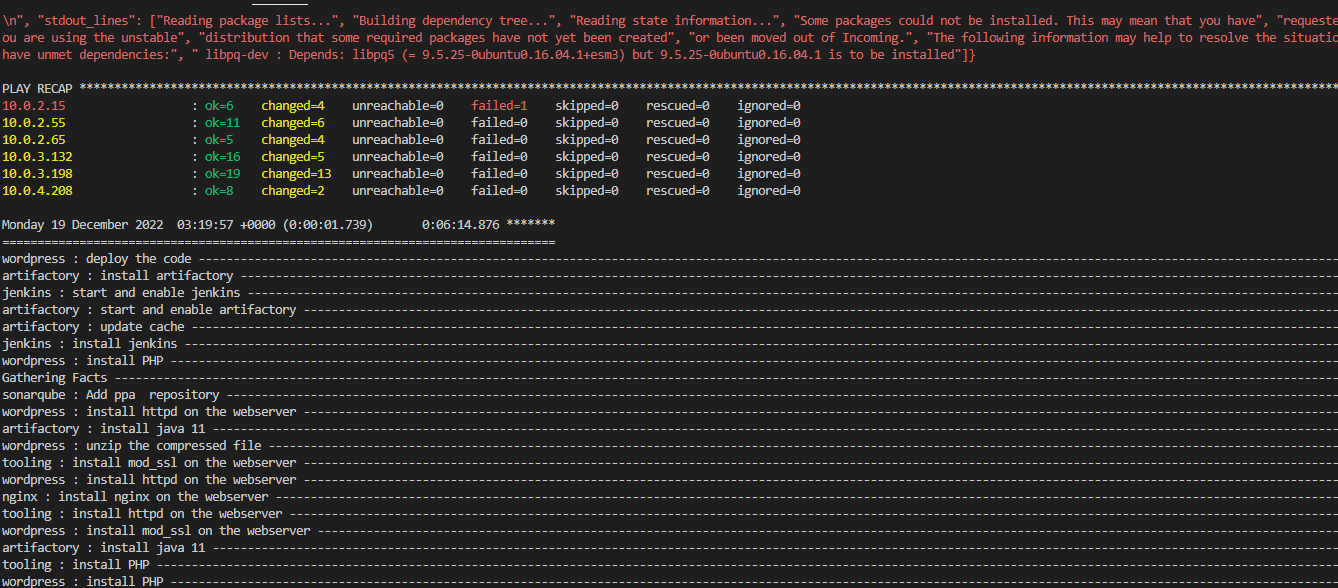 \n", "stdout_lines": ["Reading package lists...", "Building dependency tree...", "Reading state information...", "Some packages could not be installed. This may mean that you have", "requeste
ou are using the unstable", "distribution that some required packages have not yet been created", "or been moved out of Incoming.", "The following information may help to resolve the situatio
have unmet dependencies:", " libpq-dev : Depends: libpq5 (= 9.5.25-0ubuntu0.16.04.1+esm3) but 9.5.25-0ubuntu0.16.04.1 is to be installed"]}
PLAY RECAP ****************************************************************************************************************************************************************************
10.0.2.15 : ok=6 changed=4 unreachable=0 failed=1 skipped=0 rescued=0 ignored=0
10.0.2.55 : ok=11 changed=6 unreachable=0 failed=0 skipped=0 rescued=0 ignored=0
10.0.2.65 : ok=5 changed=4 unreachable=0 failed=0 skipped=0 rescued=0 ignored=0
10.0.3.132 : ok=16 changed=5 unreachable=0 failed=0 skipped=0 rescued=0 ignored=0
10.0.3.198 : ok=19 changed=13 unreachable=0 failed=0 skipped=0 rescued=0 ignored=0
10.0.4.208 : ok=8 changed=2 unreachable=0 failed=0 skipped=0 rescued=0 ignored=0
Monday 19 December 2022 03:19:57 +0000 (0:00:01.739) 0:06:14.876 *******
===============================================================================
wordpress : deploy the code ---
artifactory : install artifactory ---
jenkins : start and enable jenkins ---
artifactory : start and enable artifactory ---
artifactory : update cache ---
jenkins : install jenkins ---
wordpress : install PHP ---
Gathering Facts ---
sonarqube : Add ppa  repository ---
wordpress : install httpd on the webserver ---
artifactory : install java 11 ---
wordpress : unzip the compressed file ---
tooling : install mod_ssl on the webserver ---
wordpress : install httpd on the webserver ---
nginx : install nginx on the webserver ---
tooling : install httpd on the webserver ---
wordpress : install mod_ssl on the webserver ---
artifactory : install java 11 ---
tooling : install PHP ---
wordpress : install PHP ---